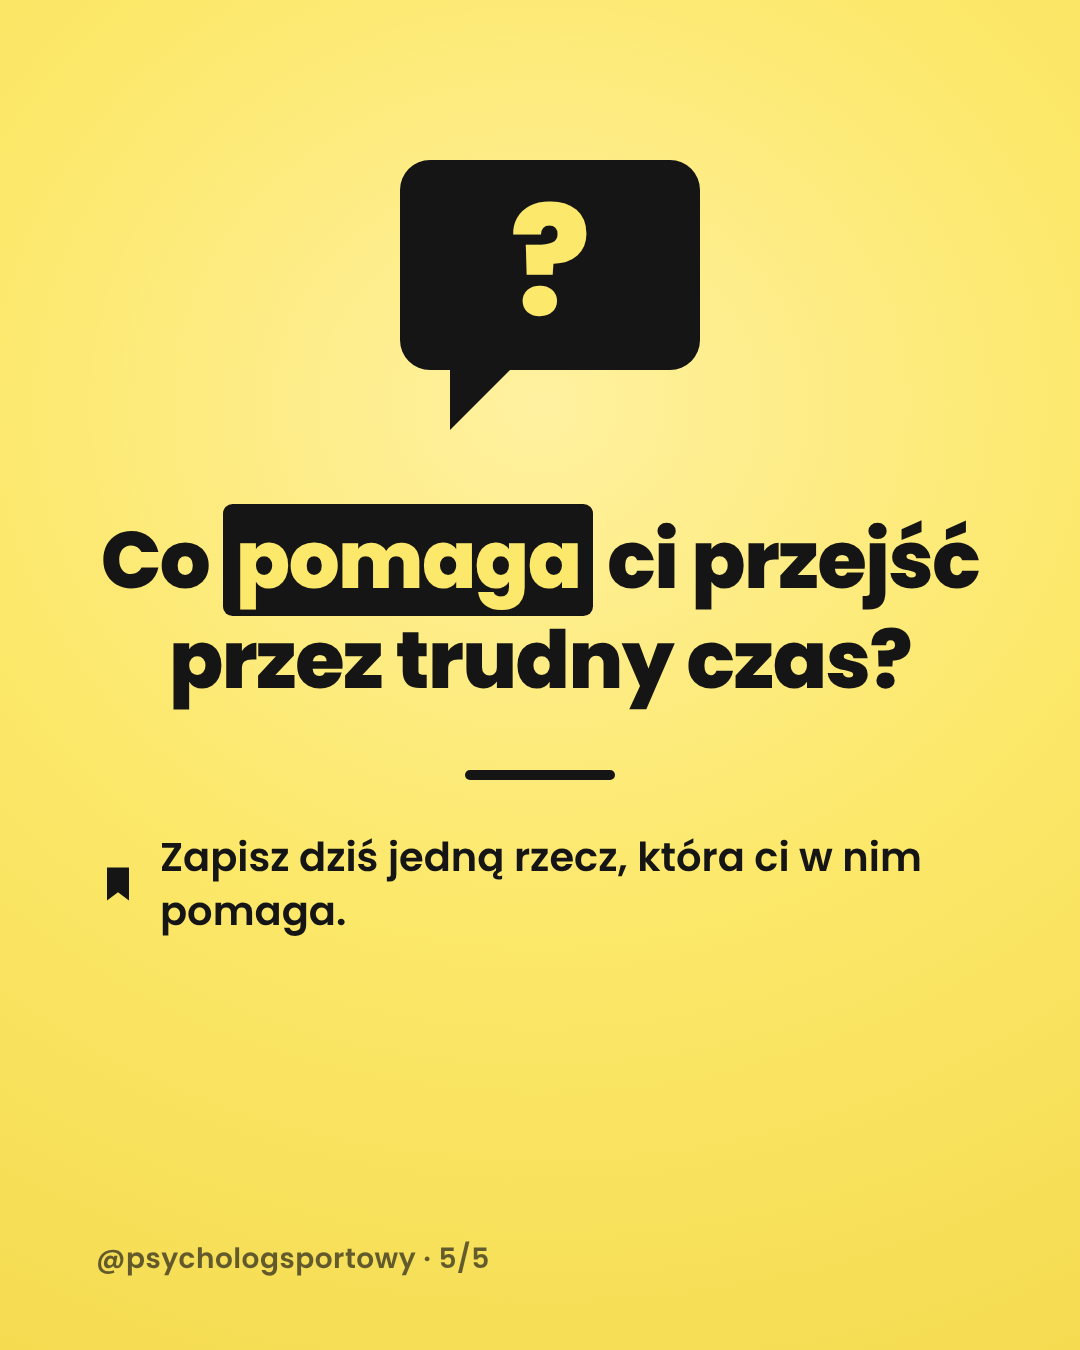 ?
Co pomaga ci przejść
przez trudny czas?
Zapisz dziś jedną rzecz, która ci w nim
pomaga.
@psychologsportowy · 5/5